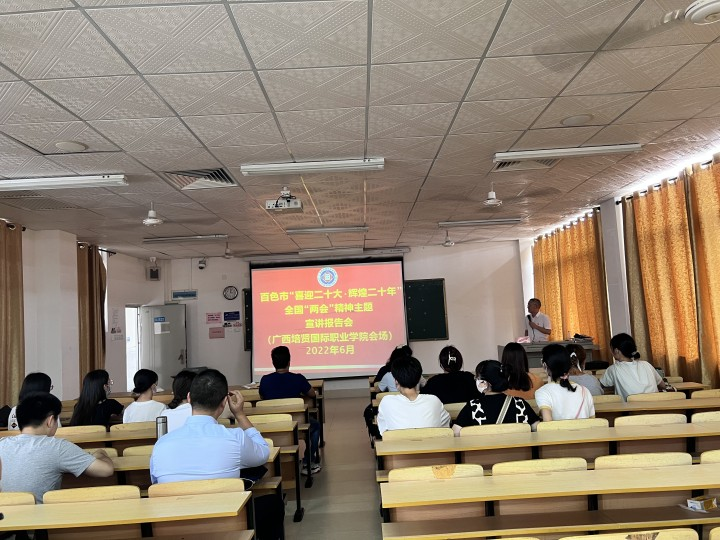 百色市“喜迎二十大·辉煌二十年”
全国“两会”精神主题
宣讲报告会
（广西培贤国际职业学院会场）
2022年6月